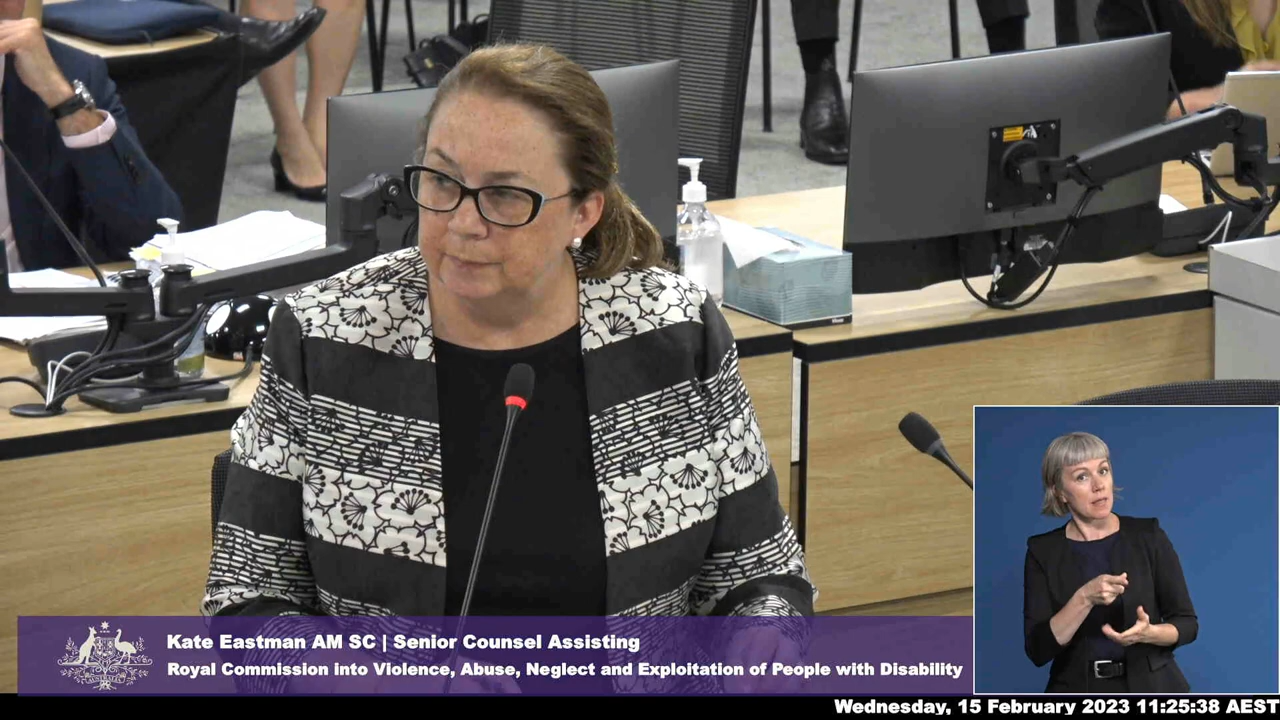 Kate Eastman AM SC | Senior Counsel Assisting
Royal Commission into Violence, Abuse, Neglect and Exploitation of People with Disability
Wednesday, 15 February 2023 11:25:38 AEST